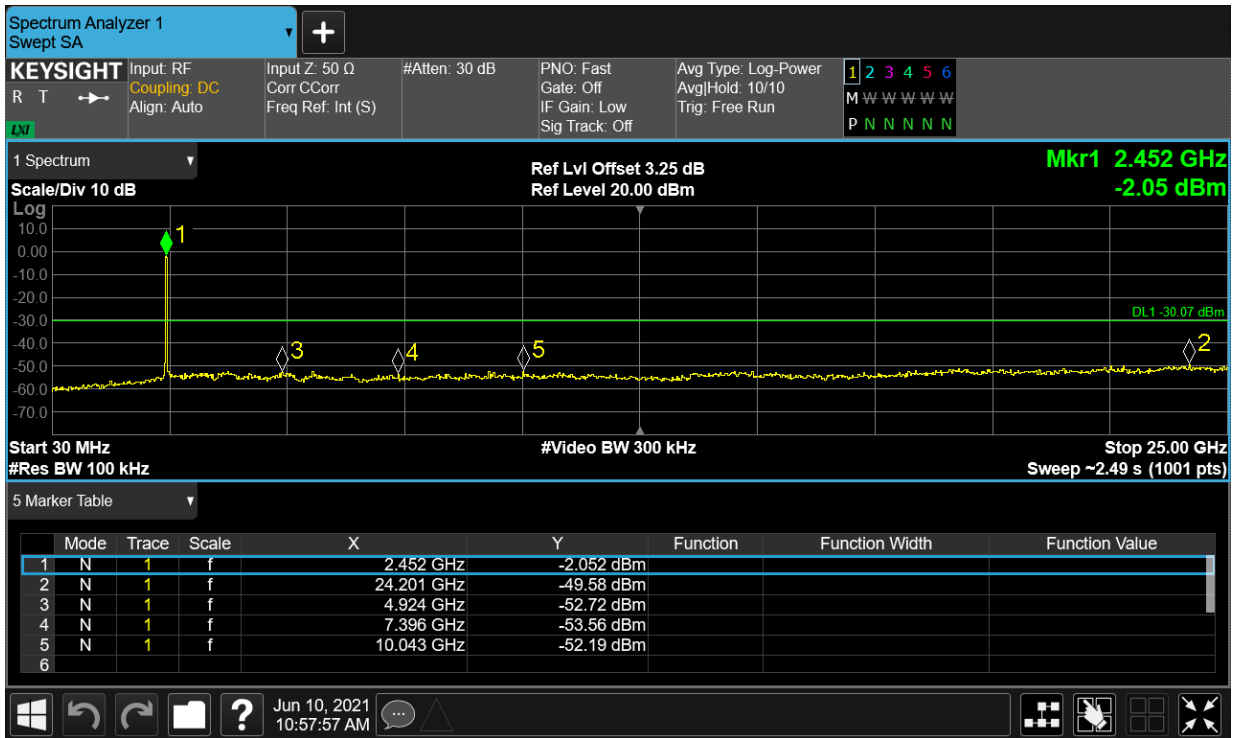 Spectrum Analyzer 1
Swept SA
▼
+
KEYSIGHT
R T
LXI
Input: RF
Coupling: DC
Align: Auto
Input Z: 50 Ω
Corr CCorr
Freq Ref: Int (S)
#Atten: 30 dB
PNO: Fast
Gate: Off
IF Gain: Low
Sig Track: Off
Avg Type: Log-Power
Avg|Hold: 10/10
Trig: Free Run
1 2 3 4 5 6
M W W W W W
P N N N N N
1 Spectrum ▼
Scale/Div 10 dB
Ref Lvl Offset 3.25 dB
Ref Level 20.00 dBm
Mkr1 2.452 GHz
-2.05 dBm
Log
10.0
0.00
-10.0
-20.0
-30.0
-40.0
-50.0
-60.0
-70.0
1
3
4
5
2
DL1 -30.07 dBm
Start 30 MHz
#Res BW 100 kHz
#Video BW 300 kHz
Stop 25.00 GHz
Sweep ~2.49 s (1001 pts)
5 Marker Table ▼
Mode Trace Scale X Y Function Function Width Function Value
1 N 1 f 2.452 GHz -2.052 dBm
2 N 1 f 24.201 GHz -49.58 dBm
3 N 1 f 4.924 GHz -52.72 dBm
4 N 1 f 7.396 GHz -53.56 dBm
5 N 1 f 10.043 GHz -52.19 dBm
6
?
Jun 10, 2021
10:57:57 AM